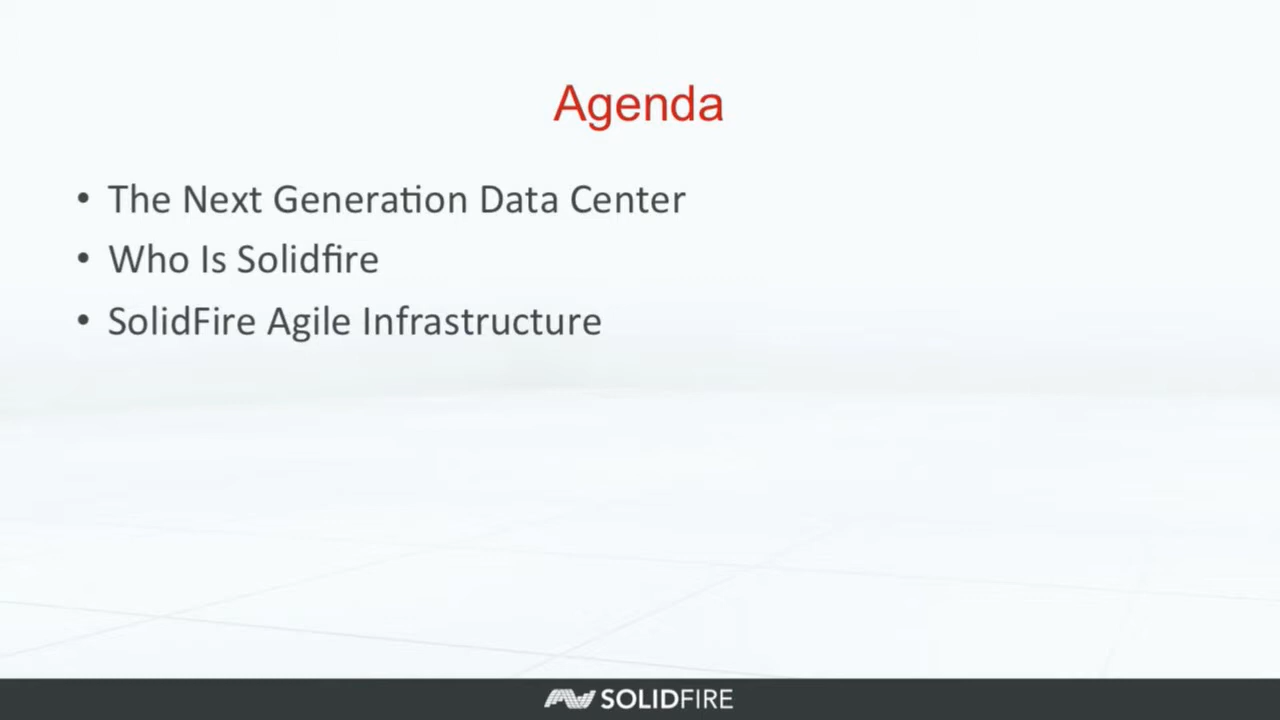 Agenda
• The Next Generation Data Center
• Who Is Solidfire
• SolidFire Agile Infrastructure
SOLIDFIRE